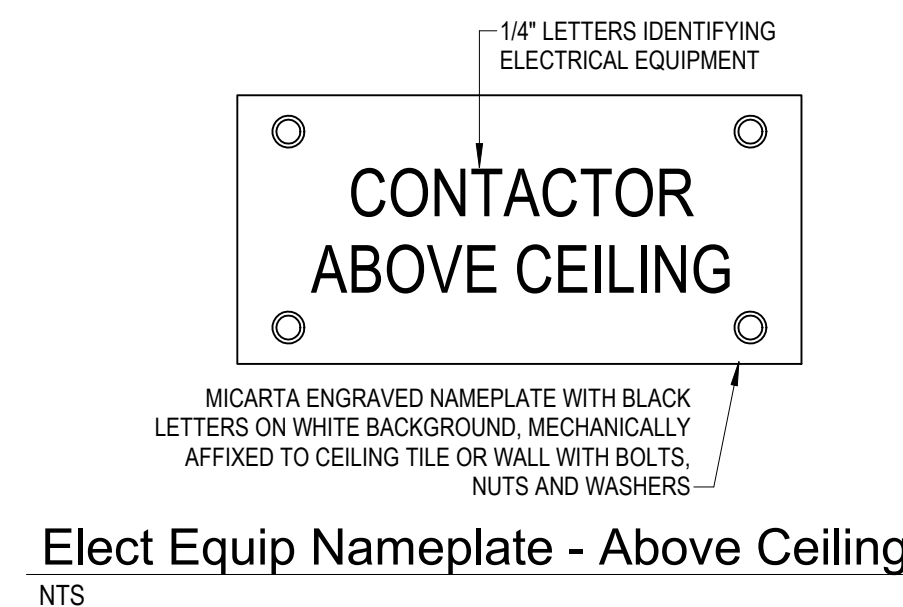 1/4" LETTERS IDENTIFYING
ELECTRICAL EQUIPMENT
CONTACTOR
ABOVE CEILING
MICARTA ENGRAVED NAMEPLATE WITH BLACK
LETTERS ON WHITE BACKGROUND, MECHANICALLY
AFFIXED TO CEILING TILE OR WALL WITH BOLTS,
NUTS AND WASHERS
Elect Equip Nameplate - Above Ceiling
NTS